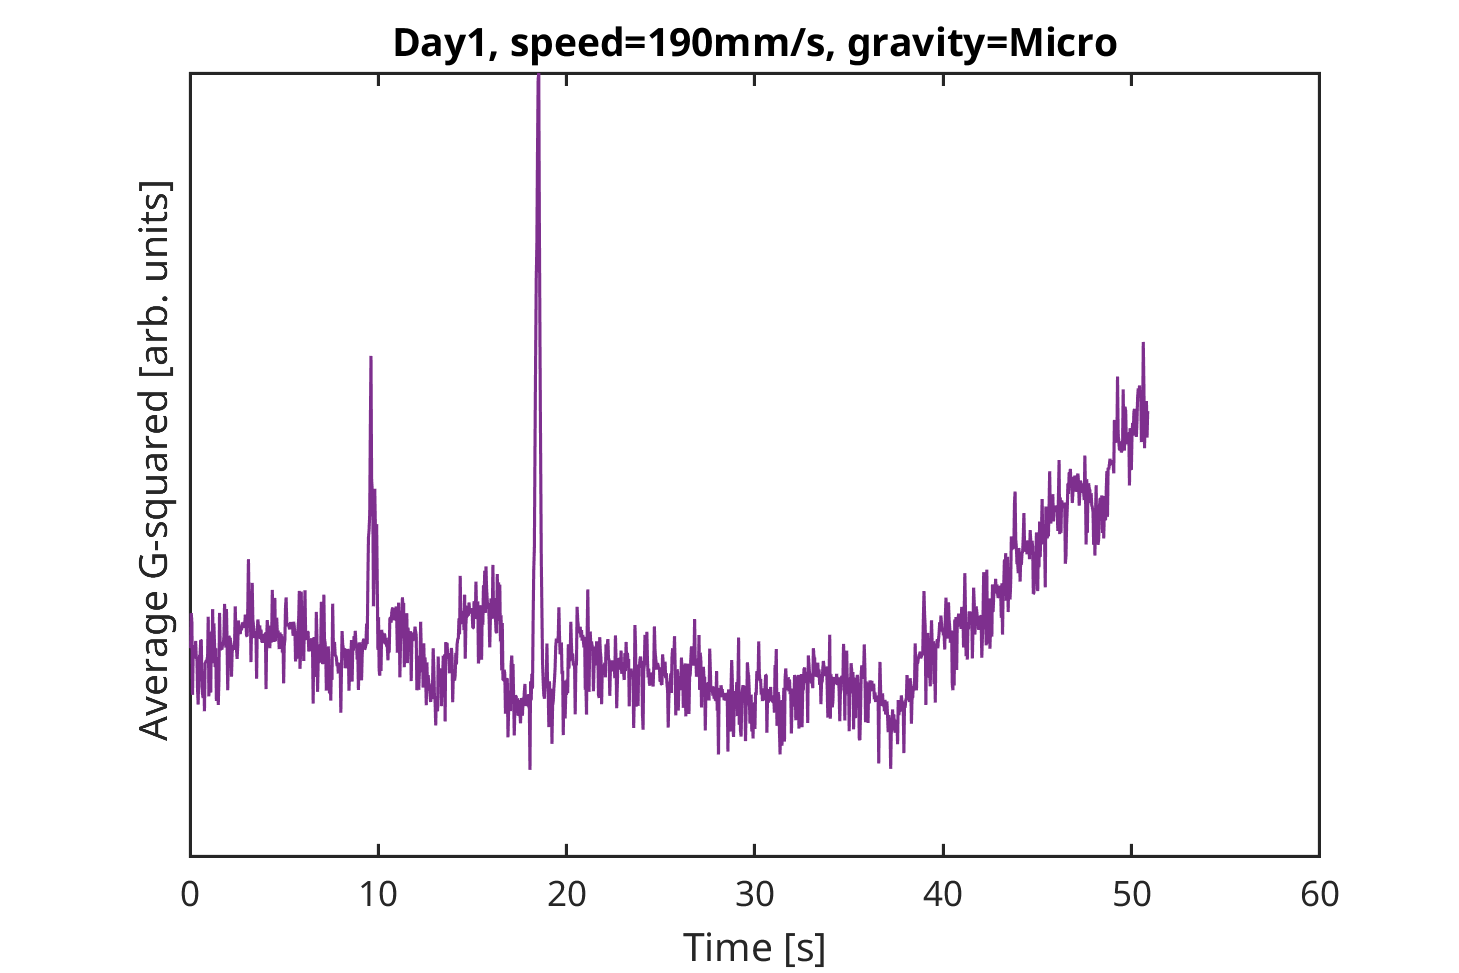 Day1, speed=190mm/s, gravity=Micro
Average G-squared [arb. units]
0 10 20 30 40 50 60
Time [s]